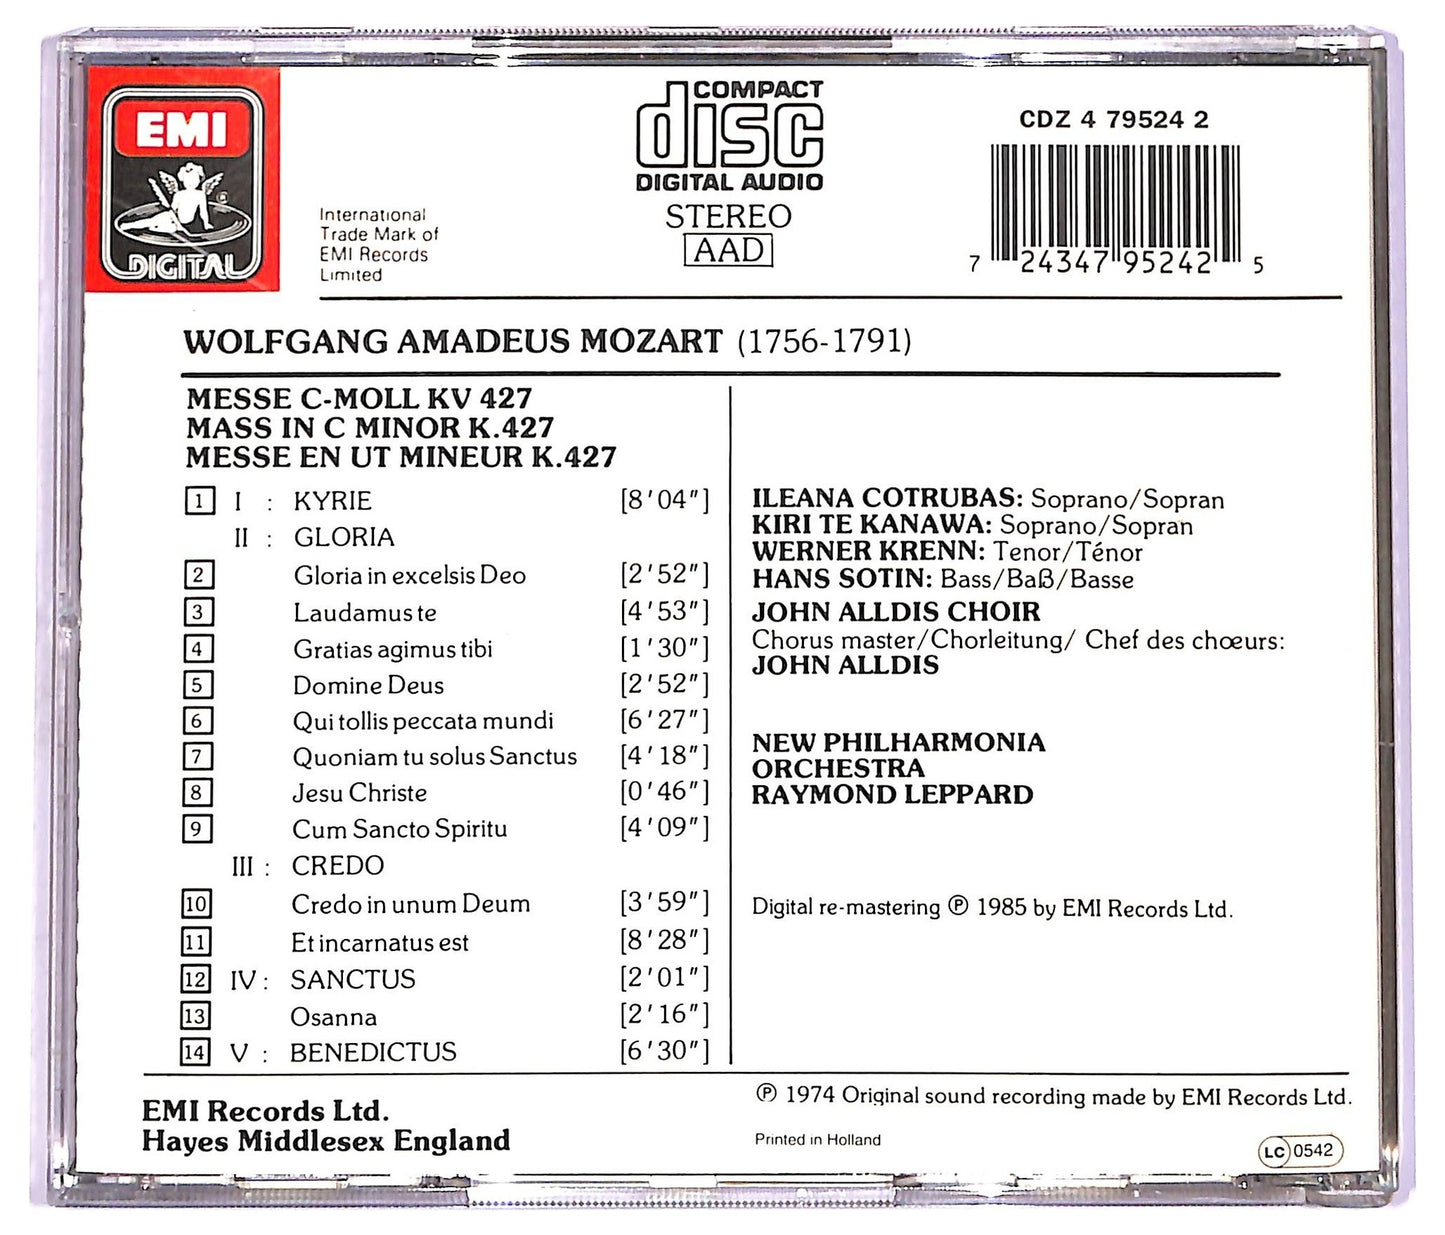 EMI
DIGITAL
International
Trade Mark of
EMI Records
Limited
COMPACT
disc
DIGITAL AUDIO
STEREO
AAD
CDZ 4 79524 2
7 24347 95242 5
WOLFGANG AMADEUS MOZART (1756-1791)
MESSE C-MOLL KV 427
MASS IN C MINOR K.427
MESSE EN UT MINEUR K.427
1 I : KYRIE [8'04"]
II : GLORIA
2 Gloria in excelsis Deo [2'52"]
3 Laudamus te [4'53"]
4 Gratias agimus tibi [1'30"]
5 Domine Deus [2'52"]
6 Qui tollis peccata mundi [6'27"]
7 Quoniam tu solus Sanctus [4'18"]
8 Jesu Christe [0'46"]
9 Cum Sancto Spiritu [4'09"]
III : CREDO
10 Credo in unum Deum [3'59"]
11 Et incarnatus est [8'28"]
12 IV : SANCTUS [2'01"]
13 Osanna [2'16"]
14 V : BENEDICTUS [6'30"]
ILEANA COTRUBAS: Soprano/Sopran
KIRI TE KANAWA: Soprano/Sopran
WERNER KRENN: Tenor/Ténor
HANS SOTIN: Bass/Baß/Basse
JOHN ALLDIS CHOIR
Chorus master/Chorleitung/ Chef des chœurs:
JOHN ALLDIS
NEW PHILHARMONIA
ORCHESTRA
RAYMOND LEPPARD
Digital re-mastering ℗ 1985 by EMI Records Ltd.
EMI Records Ltd.
Hayes Middlesex England
℗ 1974 Original sound recording made by EMI Records Ltd.
Printed in Holland
LC 0542